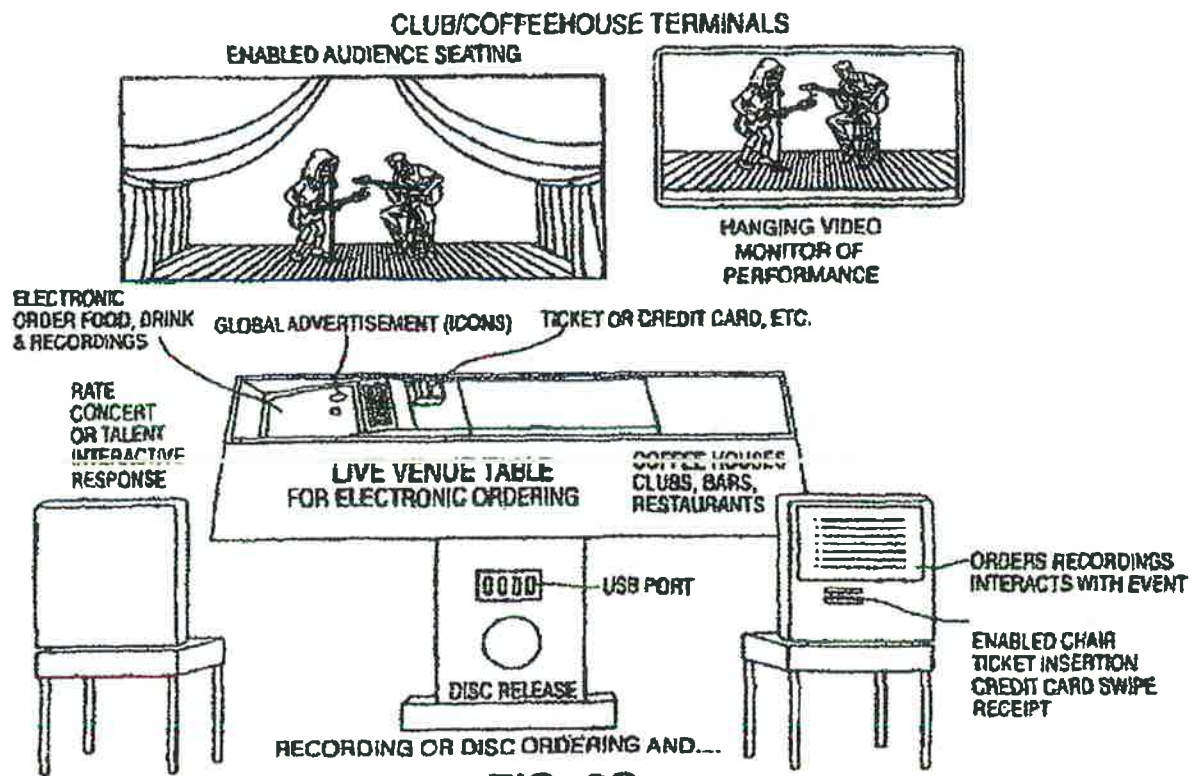 CLUB/COFFEEHOUSE TERMINALS
ENABLED AUDIENCE SEATING
HANGING VIDEO
MONITOR OF
PERFORMANCE
ELECTRONIC
ORDER FOOD, DRINK
& RECORDINGS
GLOBAL ADVERTISEMENT (ICONS)
TICKET OR CREDIT CARD, ETC.
RATE
CONCERT
OR TALENT
INTERACTIVE
RESPONSE
LIVE VENUE TABLE
FOR ELECTRONIC ORDERING
COFFEE HOUSES
CLUBS, BARS,
RESTAURANTS
USB PORT
DISC RELEASE
ORDERS RECORDINGS
INTERACTS WITH EVENT
ENABLED CHAIR
TICKET INSERTION
CREDIT CARD SWIPE
RECEIPT
RECORDING OR DISC ORDERING AND....